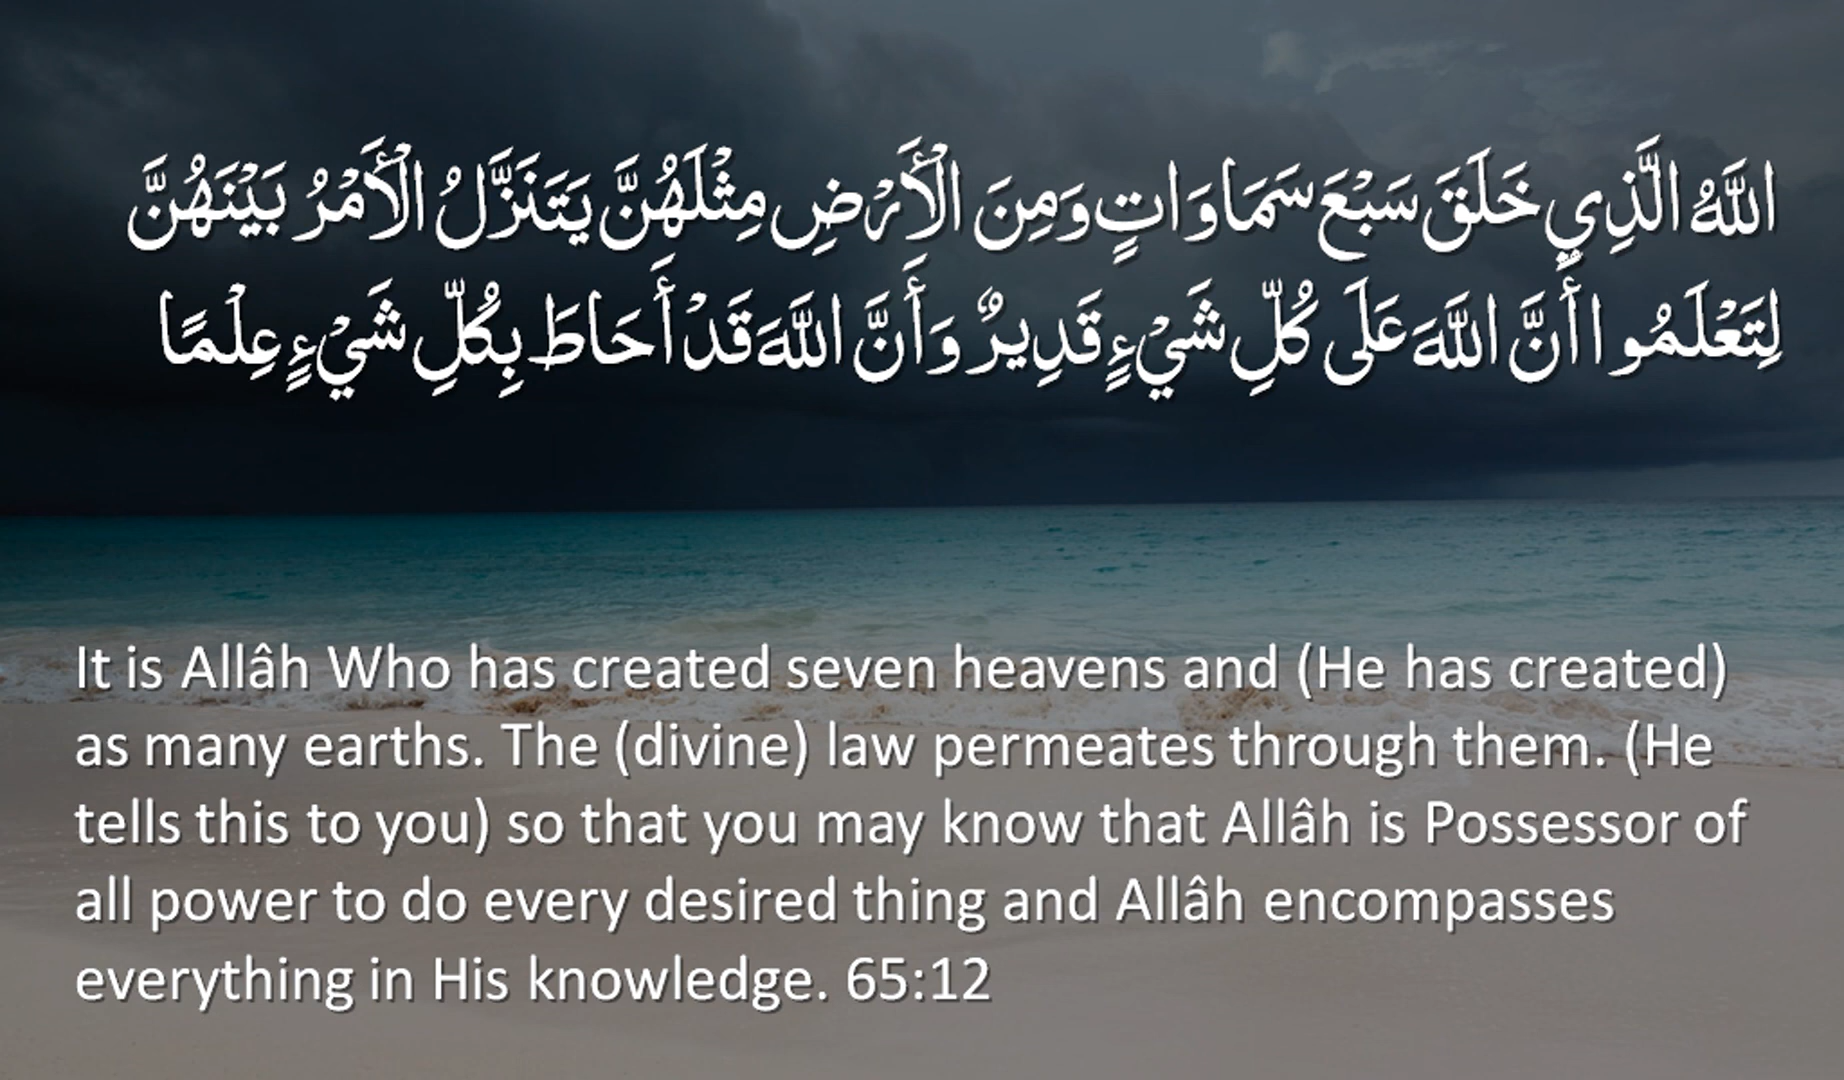 اللَّهُ الَّذِي خَلَقَ سَبْعَ سَمَاوَاتٍ وَمِنَ الْأَرْضِ مِثْلَهُنَّ يَتَنَزَّلُ الْأَمْرُ بَيْنَهُنَّ
لِتَعْلَمُوا أَنَّ اللَّهَ عَلَى كُلِّ شَيْءٍ قَدِيرٌ وَأَنَّ اللَّهَ قَدْ أَحَاطَ بِكُلِّ شَيْءٍ عِلْمًا
It is Allâh Who has created seven heavens and (He has created)
as many earths. The (divine) law permeates through them. (He
tells this to you) so that you may know that Allâh is Possessor of
all power to do every desired thing and Allâh encompasses
everything in His knowledge. 65:12